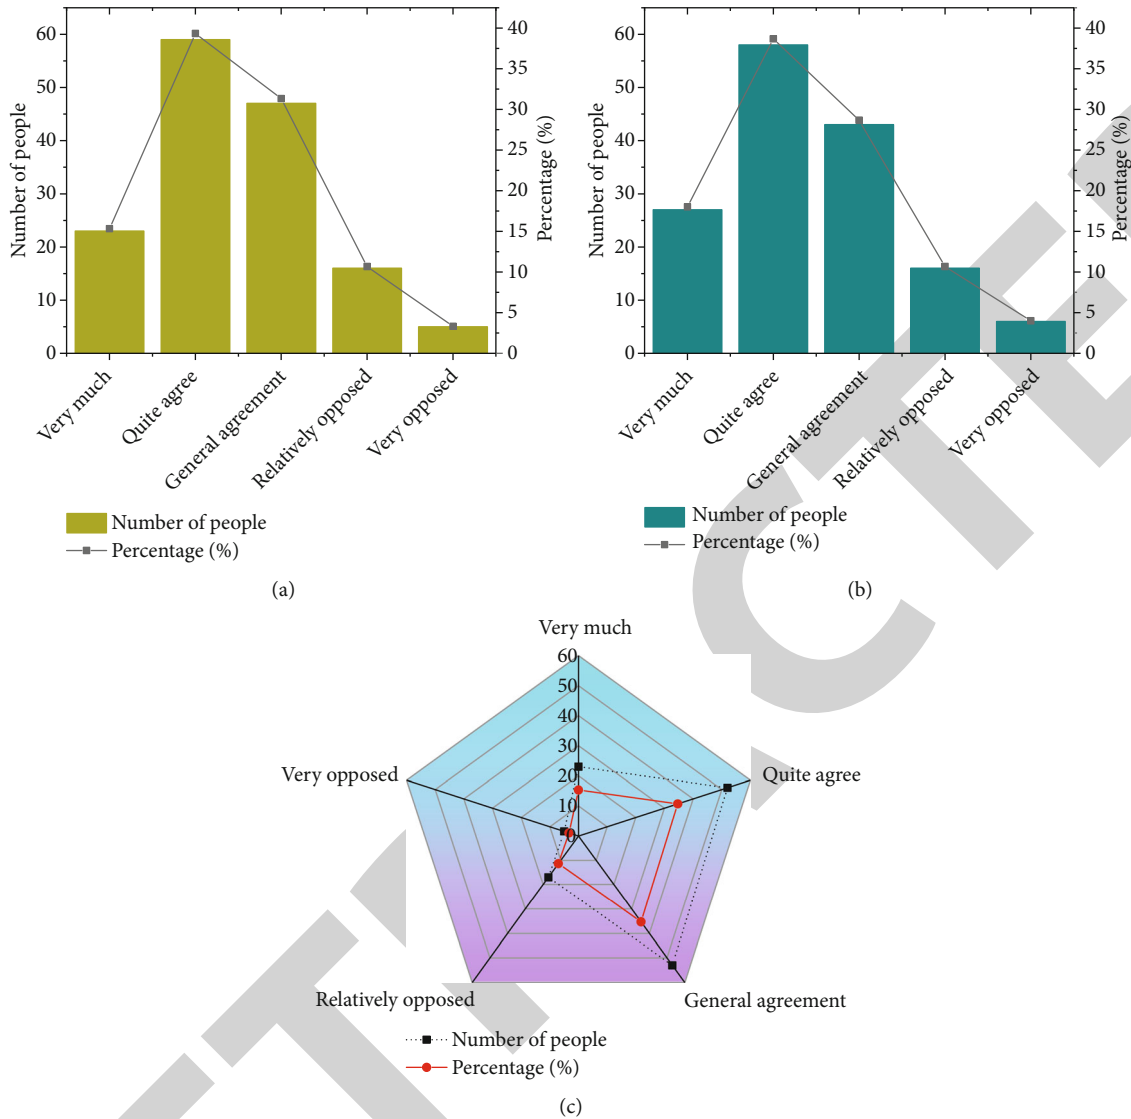 60
50
40
30
20
10
0
Number of people
40
35
30
25
20
15
10
5
0
Percentage (%)
Very much
Quite agree
General agreement
Relatively opposed
Very opposed
Number of people
Percentage (%)
(a)
60
50
40
30
20
10
0
Number of people
40
35
30
25
20
15
10
5
0
Percentage (%)
Very much
Quite agree
General agreement
Relatively opposed
Very opposed
Number of people
Percentage (%)
(b)
Very much
60
50
40
30
20
10
0
Very opposed
Quite agree
Relatively opposed
General agreement
Number of people
Percentage (%)
(c)